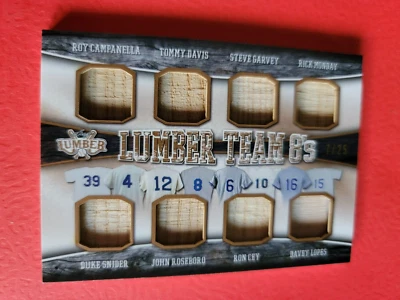 ROY CAMPANELLA TOMMY DAVIS STEVE GARVEY RICK MONDAY
LUMBER
LUMBER TEAM 8S
39 4 12 8 6 10 16 15
DUKE SNIDER JOHN ROSEBORO RON CEY DAVEY LOPES